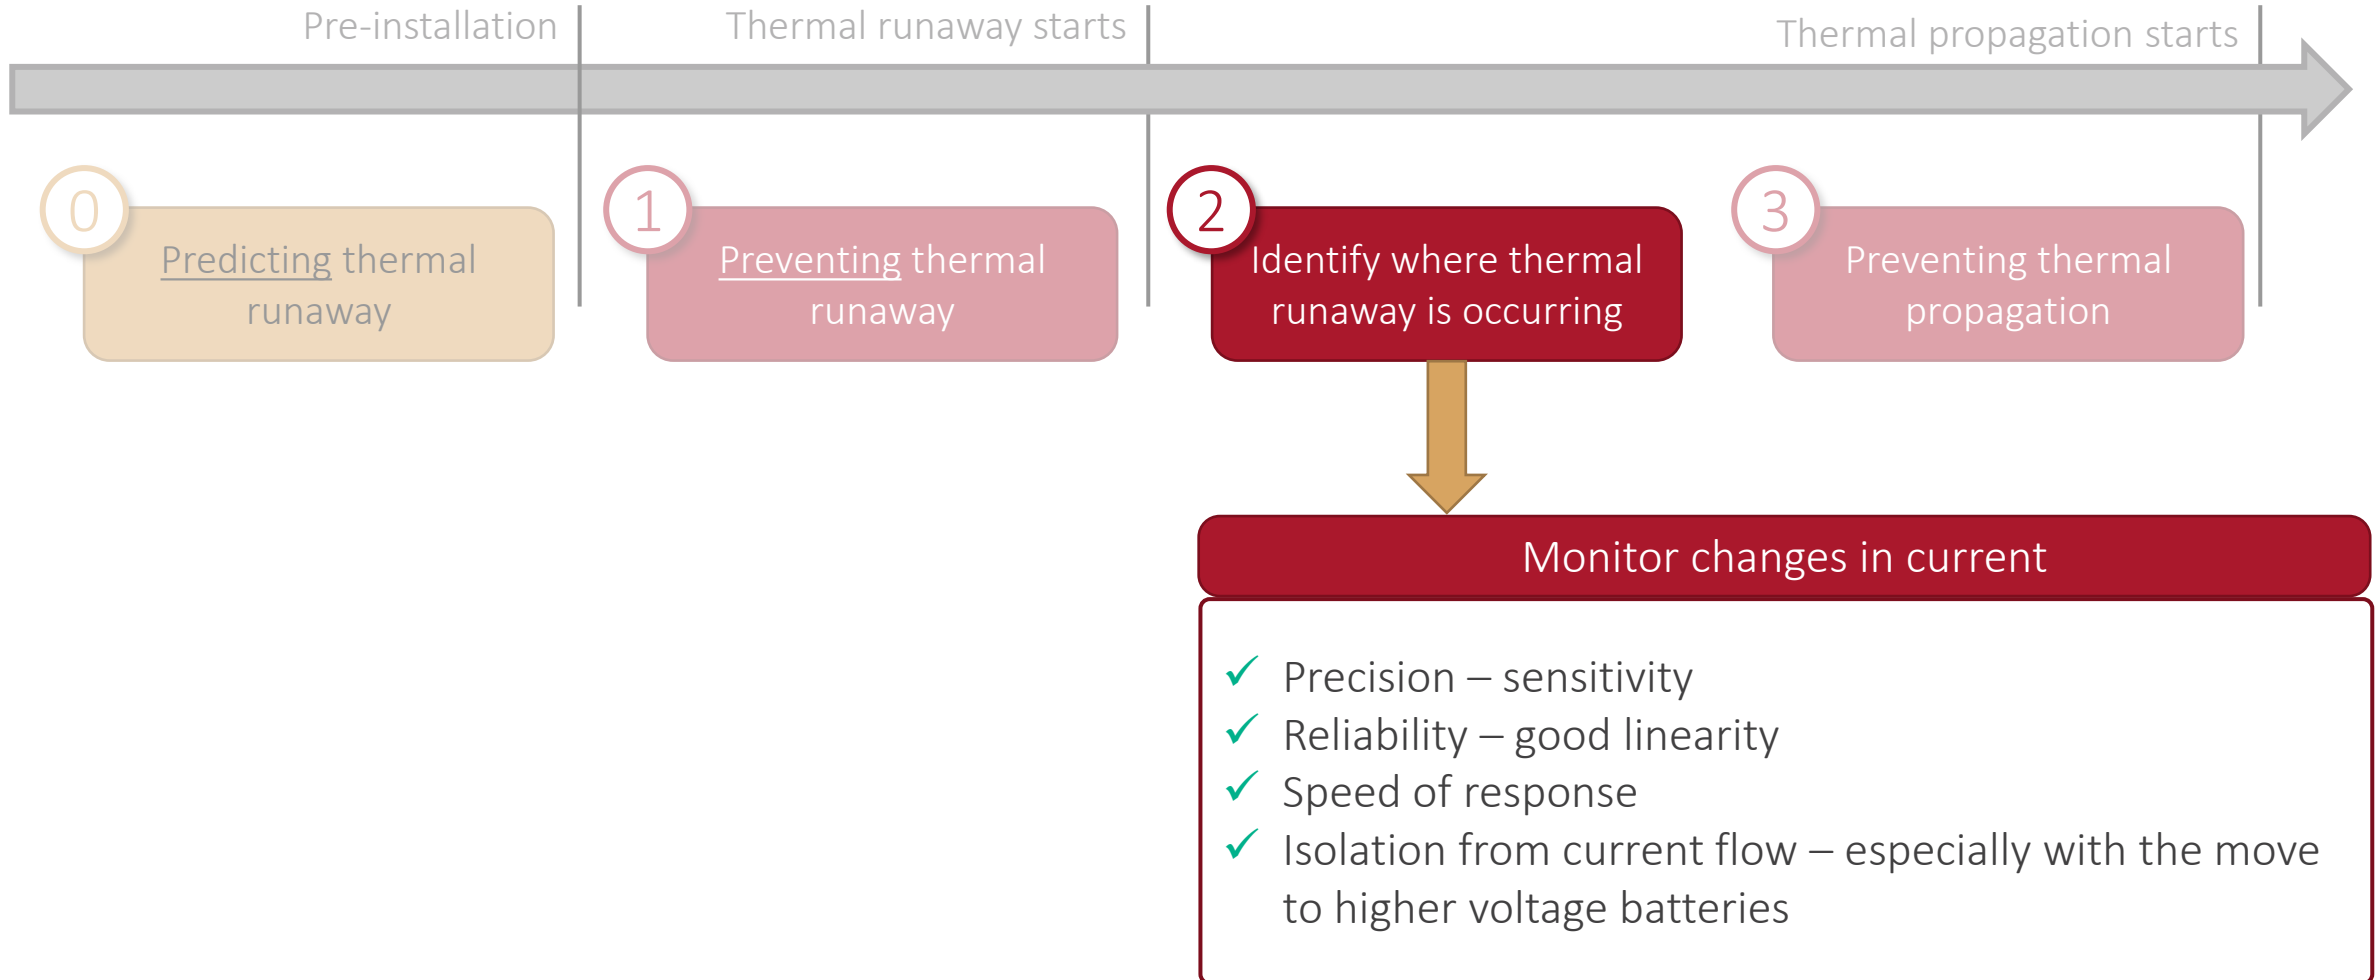 Pre-installation
Thermal runaway starts
Thermal propagation starts
0
Predicting thermal
runaway
1
Preventing thermal
runaway
2
Identify where thermal
runaway is occurring
3
Preventing thermal
propagation
Monitor changes in current
✓ Precision – sensitivity
✓ Reliability – good linearity
✓ Speed of response
✓ Isolation from current flow – especially with the move
to higher voltage batteries